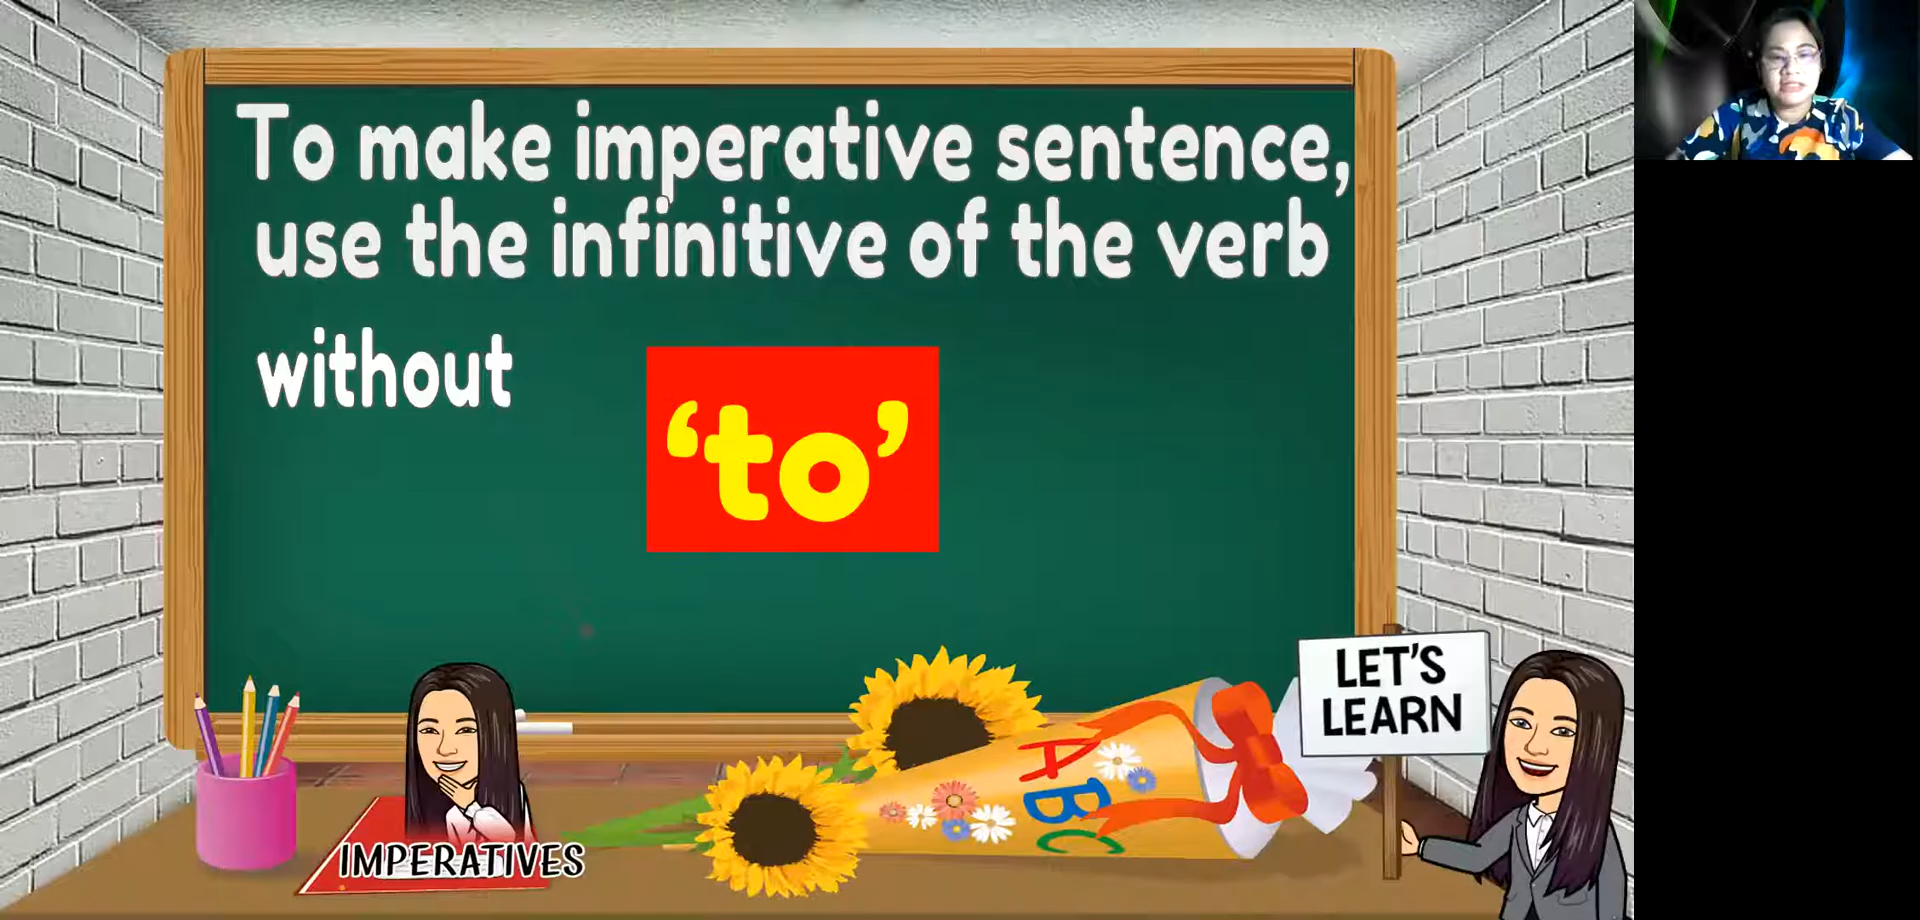 To make imperative sentence,
use the infinitive of the verb
without
‘to’
LET'S
LEARN
ABC
IMPERATIVES